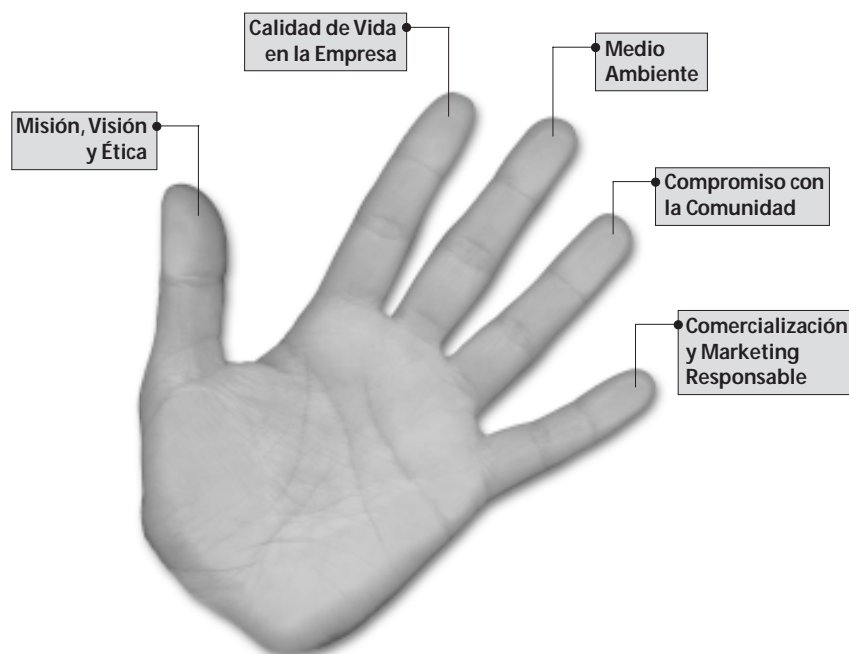 Calidad de Vida
en la Empresa
Medio
Ambiente
Misión, Visión
y Ética
Compromiso con
la Comunidad
Comercialización
y Marketing
Responsable